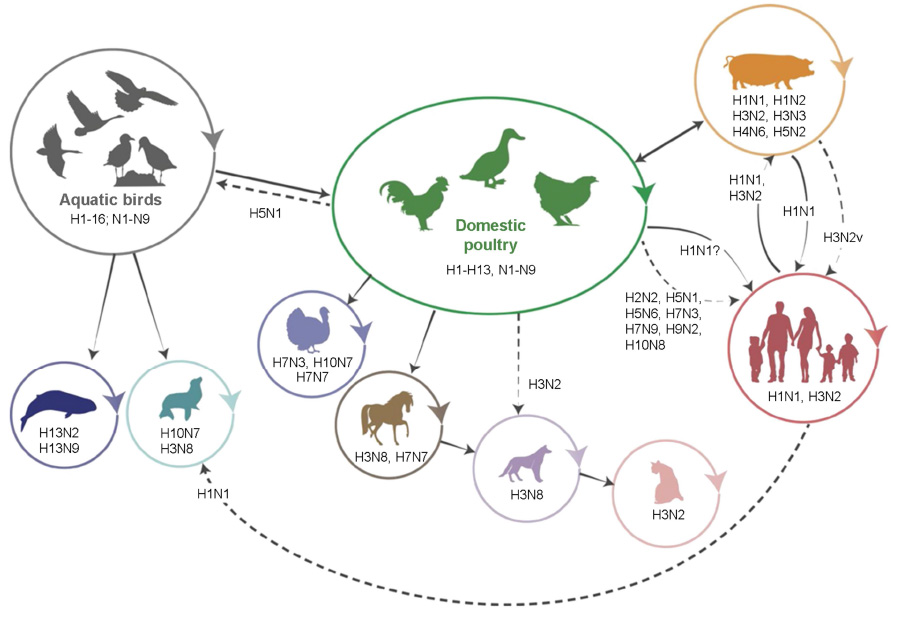 Aquatic birds
H1-16; N1-N9
H5N1
Domestic
poultry
H1-H13, N1-N9
H1N1, H1N2
H3N2, H3N3
H4N6, H5N2
H1N1,
H3N2
H1N1
H3N2v
H1N1?
H2N2, H5N1,
H5N6, H7N3,
H7N9, H9N2,
H10N8
H1N1, H3N2
H7N3, H10N7
H7N7
H3N2
H13N2
H13N9
H10N7
H3N8
H3N8, H7N7
H3N8
H3N2
H1N1